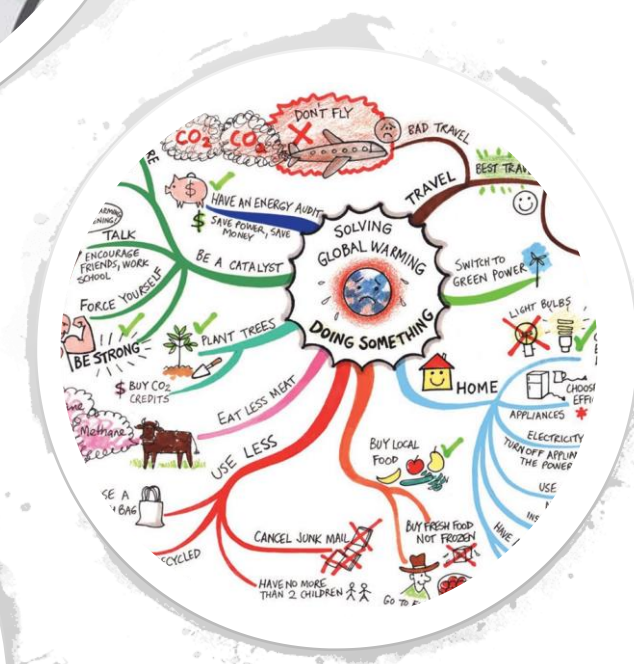 DON'T FLY
CO2 CO2
BAD TRAVEL
TRAVEL
BEST
HAVE AN ENERGY AUDIT
$ SAVE POWER, SAVE
MONEY
SOLVING
GLOBAL WARMING
DOING SOMETHING
TALK
ENCOURAGE
FRIENDS, WORK
SCHOOL
BE A CATALYST
FORCE YOURSELF
BE STRONG
SWITCH TO
GREEN POWER
LIGHT BULBS
PLANT TREES
$ BUY CO2
CREDITS
HOME
APPLIANCES *
ELECTRICITY
TURN OFF
THE POWER
USE
EAT LESS MEAT
Methane
USE LESS
A
BAG
BUY LOCAL
FOOD
BUY FRESH FOOD
NOT FROZEN
CANCEL JUNK MAIL
HAVE NO MORE
THAN 2 CHILDREN
GO TO
HAVE